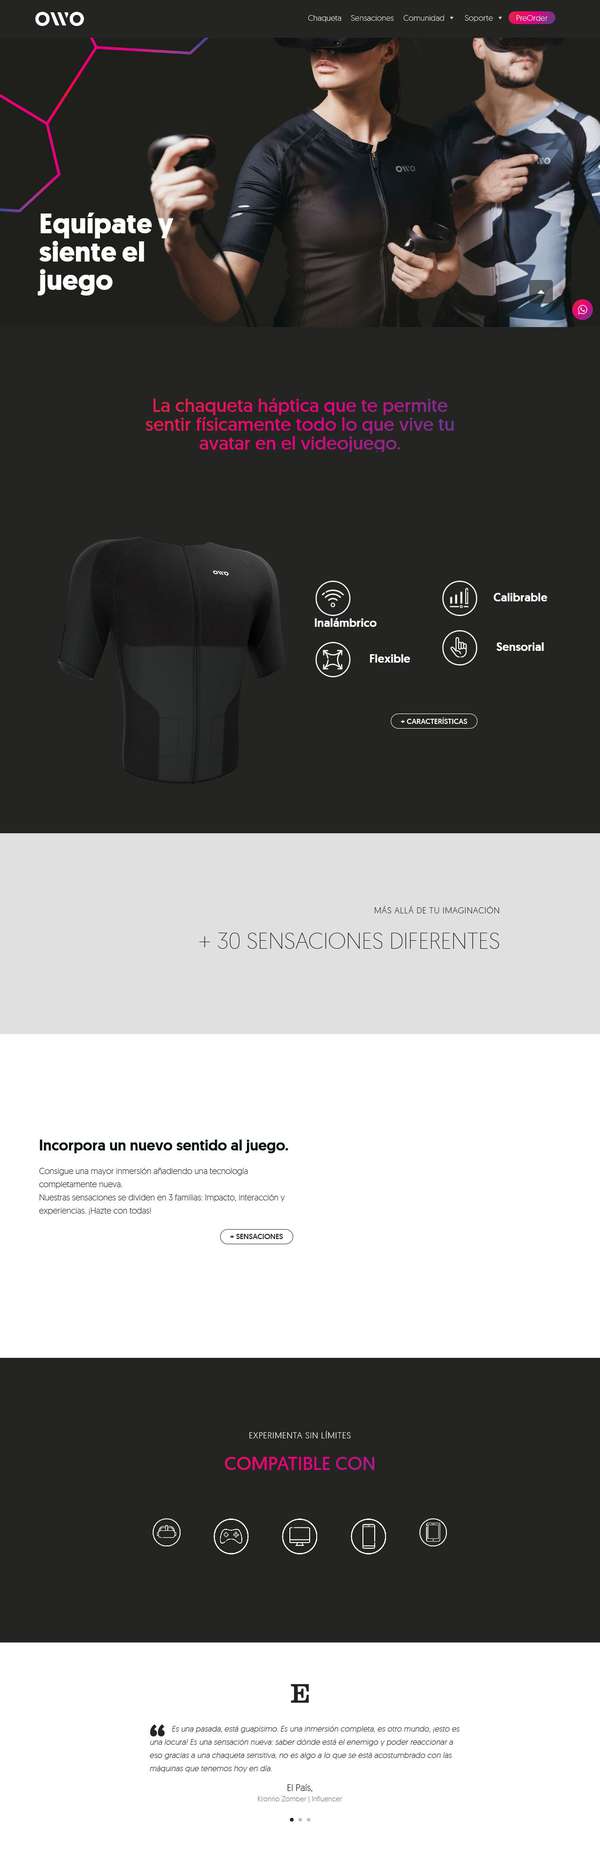 OWO
Chaqueta Sensaciones Comunidad Soporte PreOrder
OWO
OWO
Equípate y
siente el
juego
La chaqueta háptica que te permite
sentir físicamente todo lo que vive tu
avatar en el videojuego.
OWO
Inalámbrico
Calibrable
Flexible
Sensorial
+ CARACTERÍSTICAS
MÁS ALLÁ DE TU IMAGINACIÓN
+ 30 SENSACIONES DIFERENTES
Incorpora un nuevo sentido al juego.
Consigue una mayor inmersión añadiendo una tecnología
completamente nueva.
Nuestras sensaciones se dividen en 3 familias: Impacto, interacción y
experiencias. ¡Hazte con todas!
+ SENSACIONES
EXPERIMENTA SIN LÍMITES
COMPATIBLE CON
E
Es una pasada, está guapísimo. Es una inmersión completa, es otro mundo, ¡esto es
una locura! Es una sensación nueva: saber dónde está el enemigo y poder reaccionar a
eso gracias a una chaqueta sensitiva, no es algo a lo que se está acostumbrado con las
máquinas que tenemos hoy en día.
El País,
Kronno Zomber | Influencer